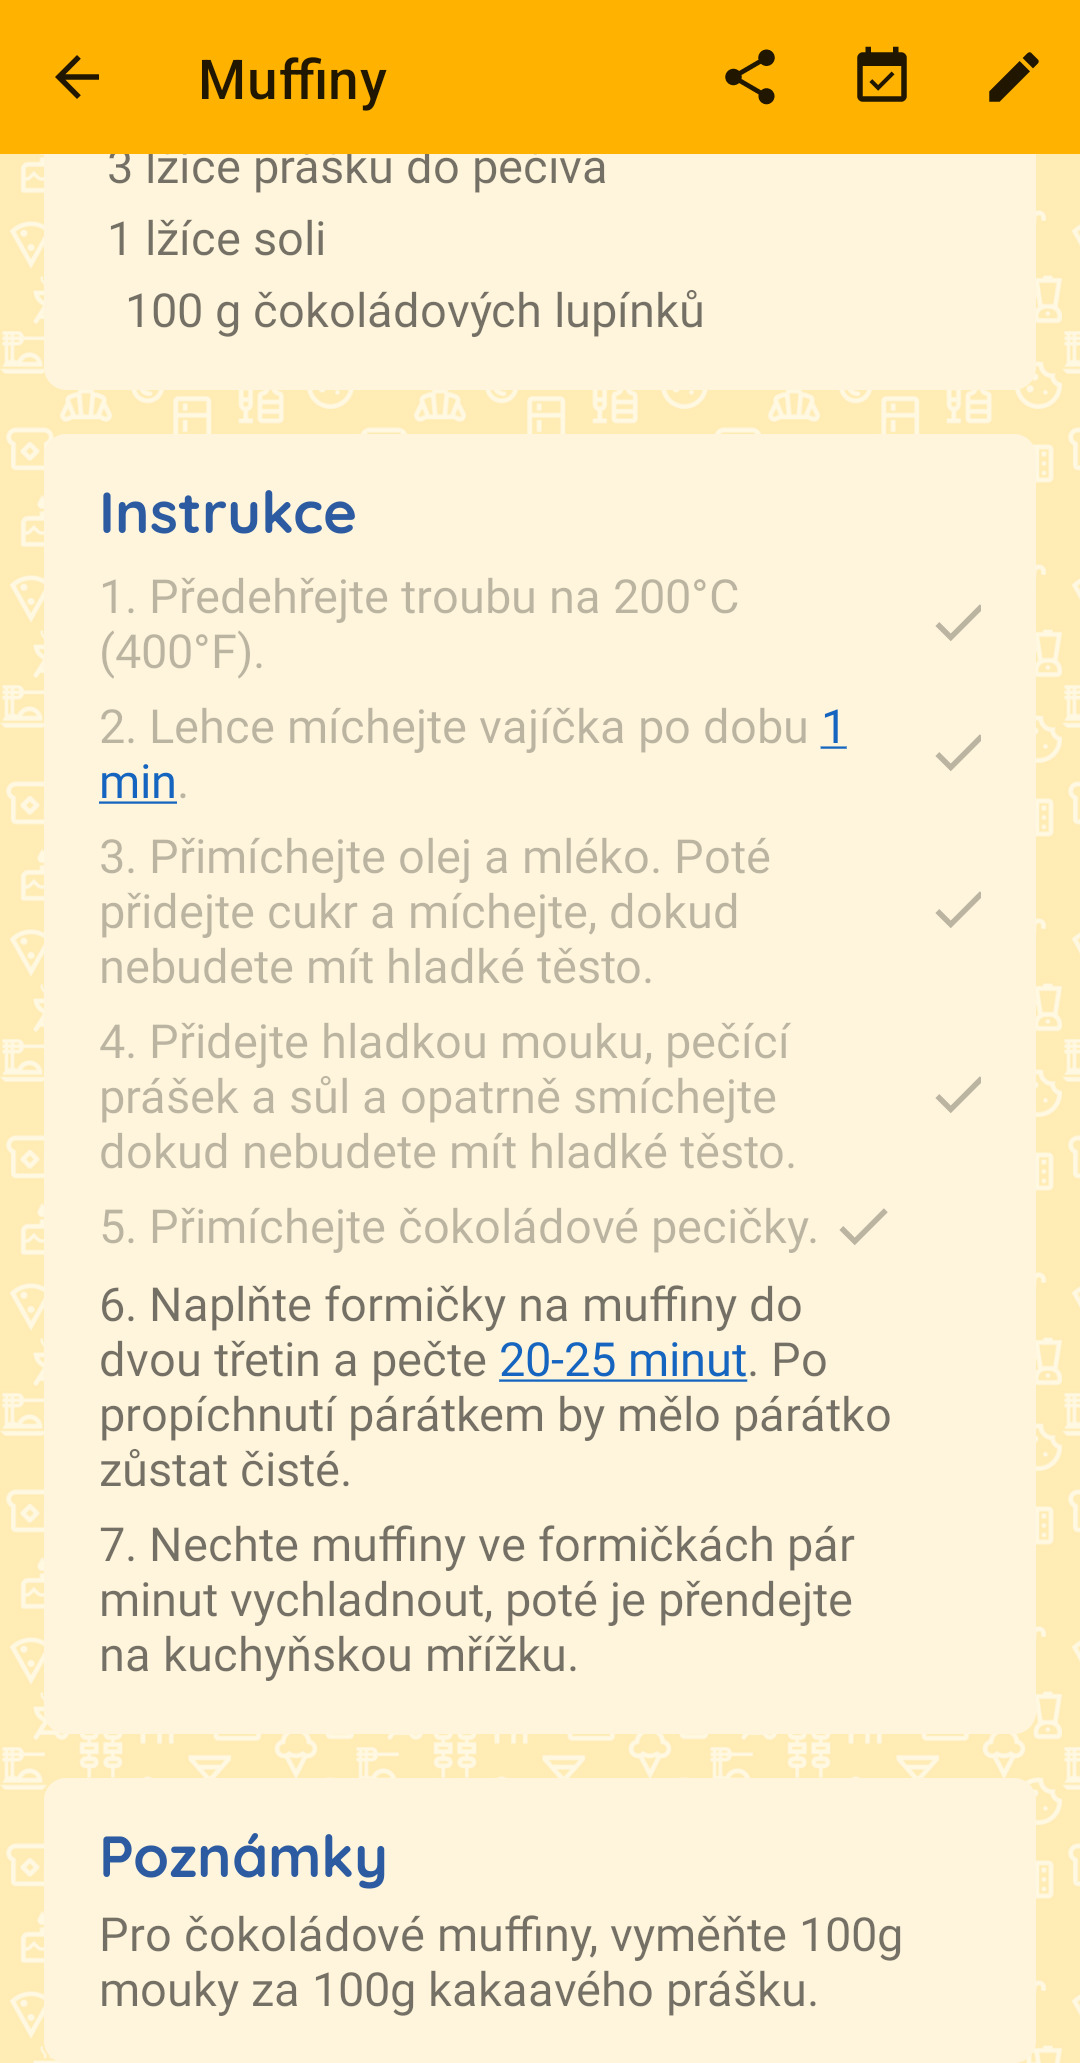 Muffiny
3 lžíce prášku do pečiva
1 lžíce soli
100 g čokoládových lupínků
Instrukce
1. Předehřejte troubu na 200°C
(400°F).
2. Lehce míchejte vajíčka po dobu 1
min.
3. Přimíchejte olej a mléko. Poté
přidejte cukr a míchejte, dokud
nebudete mít hladké těsto.
4. Přidejte hladkou mouku, pečící
prášek a sůl a opatrně smíchejte
dokud nebudete mít hladké těsto.
5. Přimíchejte čokoládové pecičky.
6. Naplňte formičky na muffiny do
dvou třetin a pečte 20-25 minut. Po
propíchnutí párátkem by mělo párátko
zůstat čisté.
7. Nechte muffiny ve formičkách pár
minut vychladnout, poté je přendejte
na kuchyňskou mřížku.
Poznámky
Pro čokoládové muffiny, vyměňte 100g
mouky za 100g kakaavého prášku.